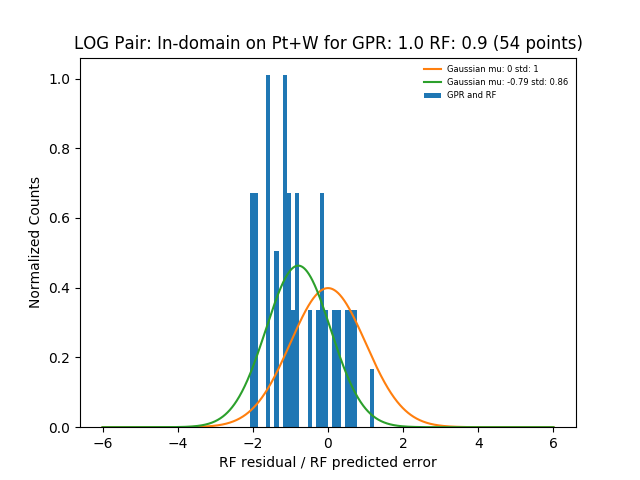 LOG Pair: In-domain on Pt+W for GPR: 1.0 RF: 0.9 (54 points)
Gaussian mu: 0 std: 1
Gaussian mu: -0.79 std: 0.86
GPR and RF
Normalized Counts
1.0
0.8
0.6
0.4
0.2
0.0
−6 −4 −2 0 2 4 6
RF residual / RF predicted error